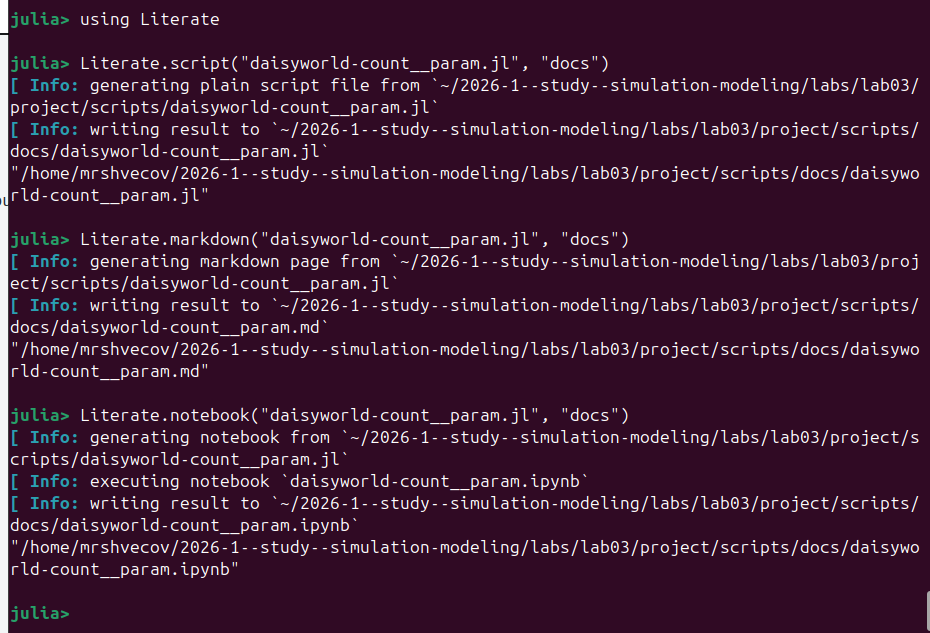 julia> using Literate
julia> Literate.script("daisyworld-count__param.jl", "docs")
[ Info: generating plain script file from `~/2026-1--study--simulation-modeling/labs/lab03/
project/scripts/daisyworld-count__param.jl`
[ Info: writing result to `~/2026-1--study--simulation-modeling/labs/lab03/project/scripts/
docs/daisyworld-count__param.jl`
"/home/mrshvecov/2026-1--study--simulation-modeling/labs/lab03/project/scripts/docs/daisywo
rld-count__param.jl"
julia> Literate.markdown("daisyworld-count__param.jl", "docs")
[ Info: generating markdown page from `~/2026-1--study--simulation-modeling/labs/lab03/proj
ect/scripts/daisyworld-count__param.jl`
[ Info: writing result to `~/2026-1--study--simulation-modeling/labs/lab03/project/scripts/
docs/daisyworld-count__param.md`
"/home/mrshvecov/2026-1--study--simulation-modeling/labs/lab03/project/scripts/docs/daisywo
rld-count__param.md"
julia> Literate.notebook("daisyworld-count__param.jl", "docs")
[ Info: generating notebook from `~/2026-1--study--simulation-modeling/labs/lab03/project/s
cripts/daisyworld-count__param.jl`
[ Info: executing notebook `daisyworld-count__param.ipynb`
[ Info: writing result to `~/2026-1--study--simulation-modeling/labs/lab03/project/scripts/
docs/daisyworld-count__param.ipynb`
"/home/mrshvecov/2026-1--study--simulation-modeling/labs/lab03/project/scripts/docs/daisywo
rld-count__param.ipynb"
julia>